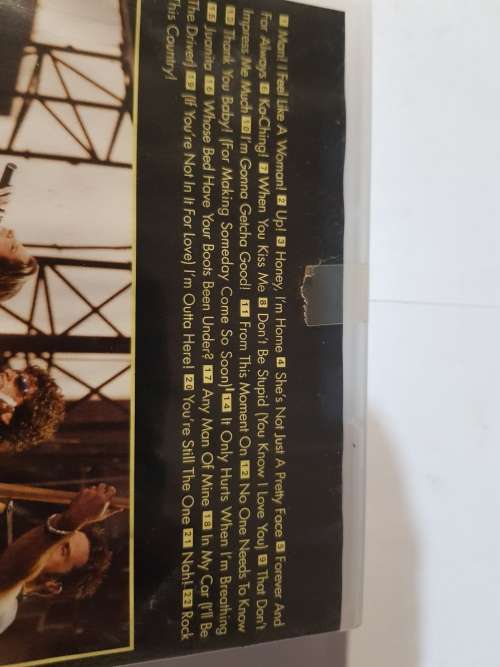 1 Man! I Feel Like A Woman! 2 Up! 3 Honey, I'm Home 4 She's Not Just A Pretty Face 5 Forever And
For Always 6 Ka-Ching! 7 When You Kiss Me 8 Don't Be Stupid (You Know I Love You) 9 That Don't
Impress Me Much 10 I'm Gonna Getcha Good! 11 From This Moment On 12 No One Needs To Know
13 Thank You Baby! (For Making Someday Come So Soon) 14 It Only Hurts When I'm Breathing
15 Juanita 16 Whose Bed Have Your Boots Been Under? 17 Any Man Of Mine 18 In My Car (I'll Be
The Driver) 19 (If You're Not In It For Love) I'm Outta Here! 20 You're Still The One 21 Nah! 22 Rock
This Country!